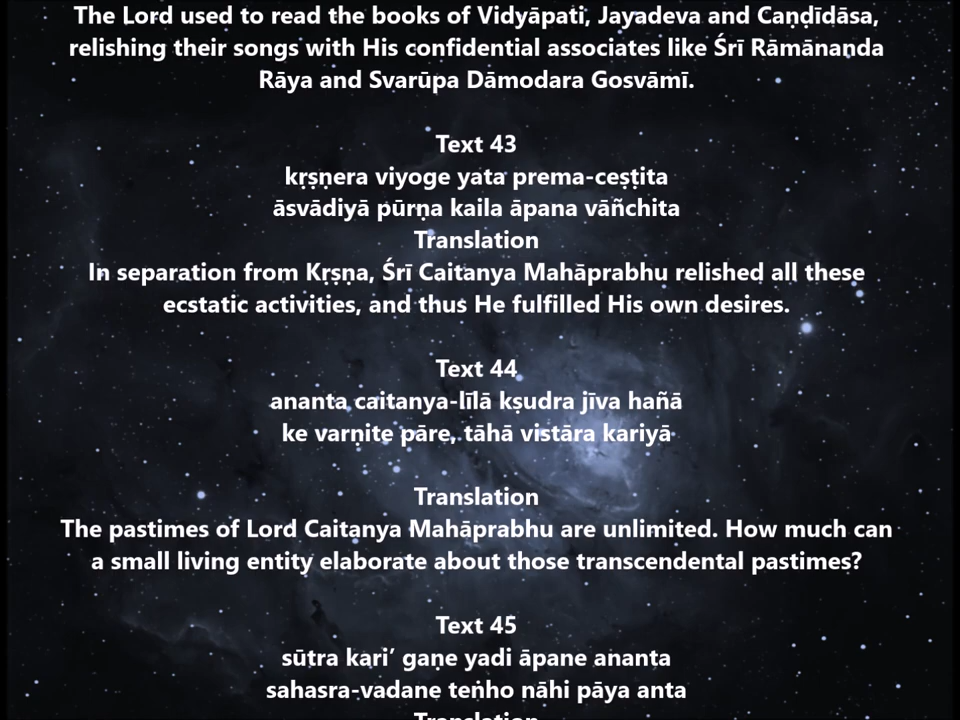 The Lord used to read the books of Vidyāpati, Jayadeva and Caṇḍīdāsa,
relishing their songs with His confidential associates like Śrī Rāmānanda
Rāya and Svarūpa Dāmodara Gosvāmī.
Text 43
kṛṣṇera viyoge yata prema-ceṣṭita
āsvādiyā pūrṇa kaila āpana vāñchita
Translation
In separation from Kṛṣṇa, Śrī Caitanya Mahāprabhu relished all these
ecstatic activities, and thus He fulfilled His own desires.
Text 44
ananta caitanya-līlā kṣudra jīva hañā
ke varṇite pāre, tāhā vistāra kariyā
Translation
The pastimes of Lord Caitanya Mahāprabhu are unlimited. How much can
a small living entity elaborate about those transcendental pastimes?
Text 45
sūtra kari’ gaṇe yadi āpane ananta
sahasra-vadane teṅho nāhi pāya anta
Translation